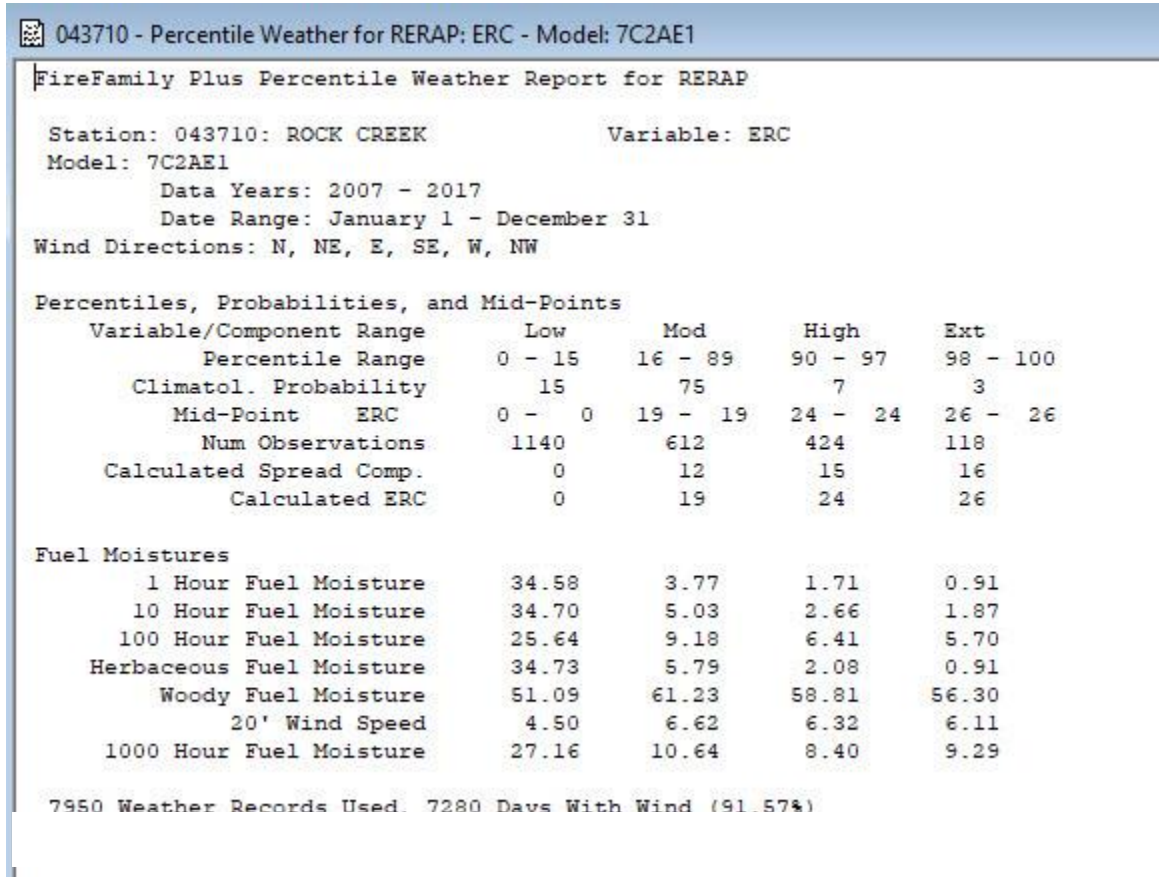 043710 - Percentile Weather for RERAP: ERC - Model: 7C2AE1
FireFamily Plus Percentile Weather Report for RERAP
Station: 043710: ROCK CREEK Variable: ERC
Model: 7C2AE1
Data Years: 2007 - 2017
Date Range: January 1 - December 31
Wind Directions: N, NE, E, SE, W, NW
Percentiles, Probabilities, and Mid-Points
Variable/Component Range Low Mod High Ext
Percentile Range 0 - 15 16 - 89 90 - 97 98 - 100
Climatol. Probability 15 75 7 3
Mid-Point ERC 0 - 0 19 - 19 24 - 24 26 - 26
Num Observations 1140 612 424 118
Calculated Spread Comp. 0 12 15 16
Calculated ERC 0 19 24 26
Fuel Moistures
1 Hour Fuel Moisture 34.58 3.77 1.71 0.91
10 Hour Fuel Moisture 34.70 5.03 2.66 1.87
100 Hour Fuel Moisture 25.64 9.18 6.41 5.70
Herbaceous Fuel Moisture 34.73 5.79 2.08 0.91
Woody Fuel Moisture 51.09 61.23 58.81 56.30
20' Wind Speed 4.50 6.62 6.32 6.11
1000 Hour Fuel Moisture 27.16 10.64 8.40 9.29
7950 Weather Records Used, 7280 Days With Wind (91.57%)